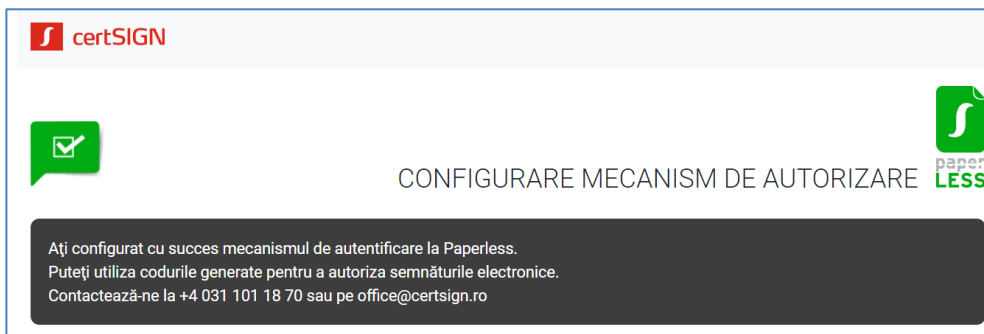 certSIGN
CONFIGURARE MECANISM DE AUTORIZARE
paper
LESS
Aţi configurat cu succes mecanismul de autentificare la Paperless.
Puteţi utiliza codurile generate pentru a autoriza semnăturile electronice.
Contactează-ne la +4 031 101 18 70 sau pe office@certsign.ro